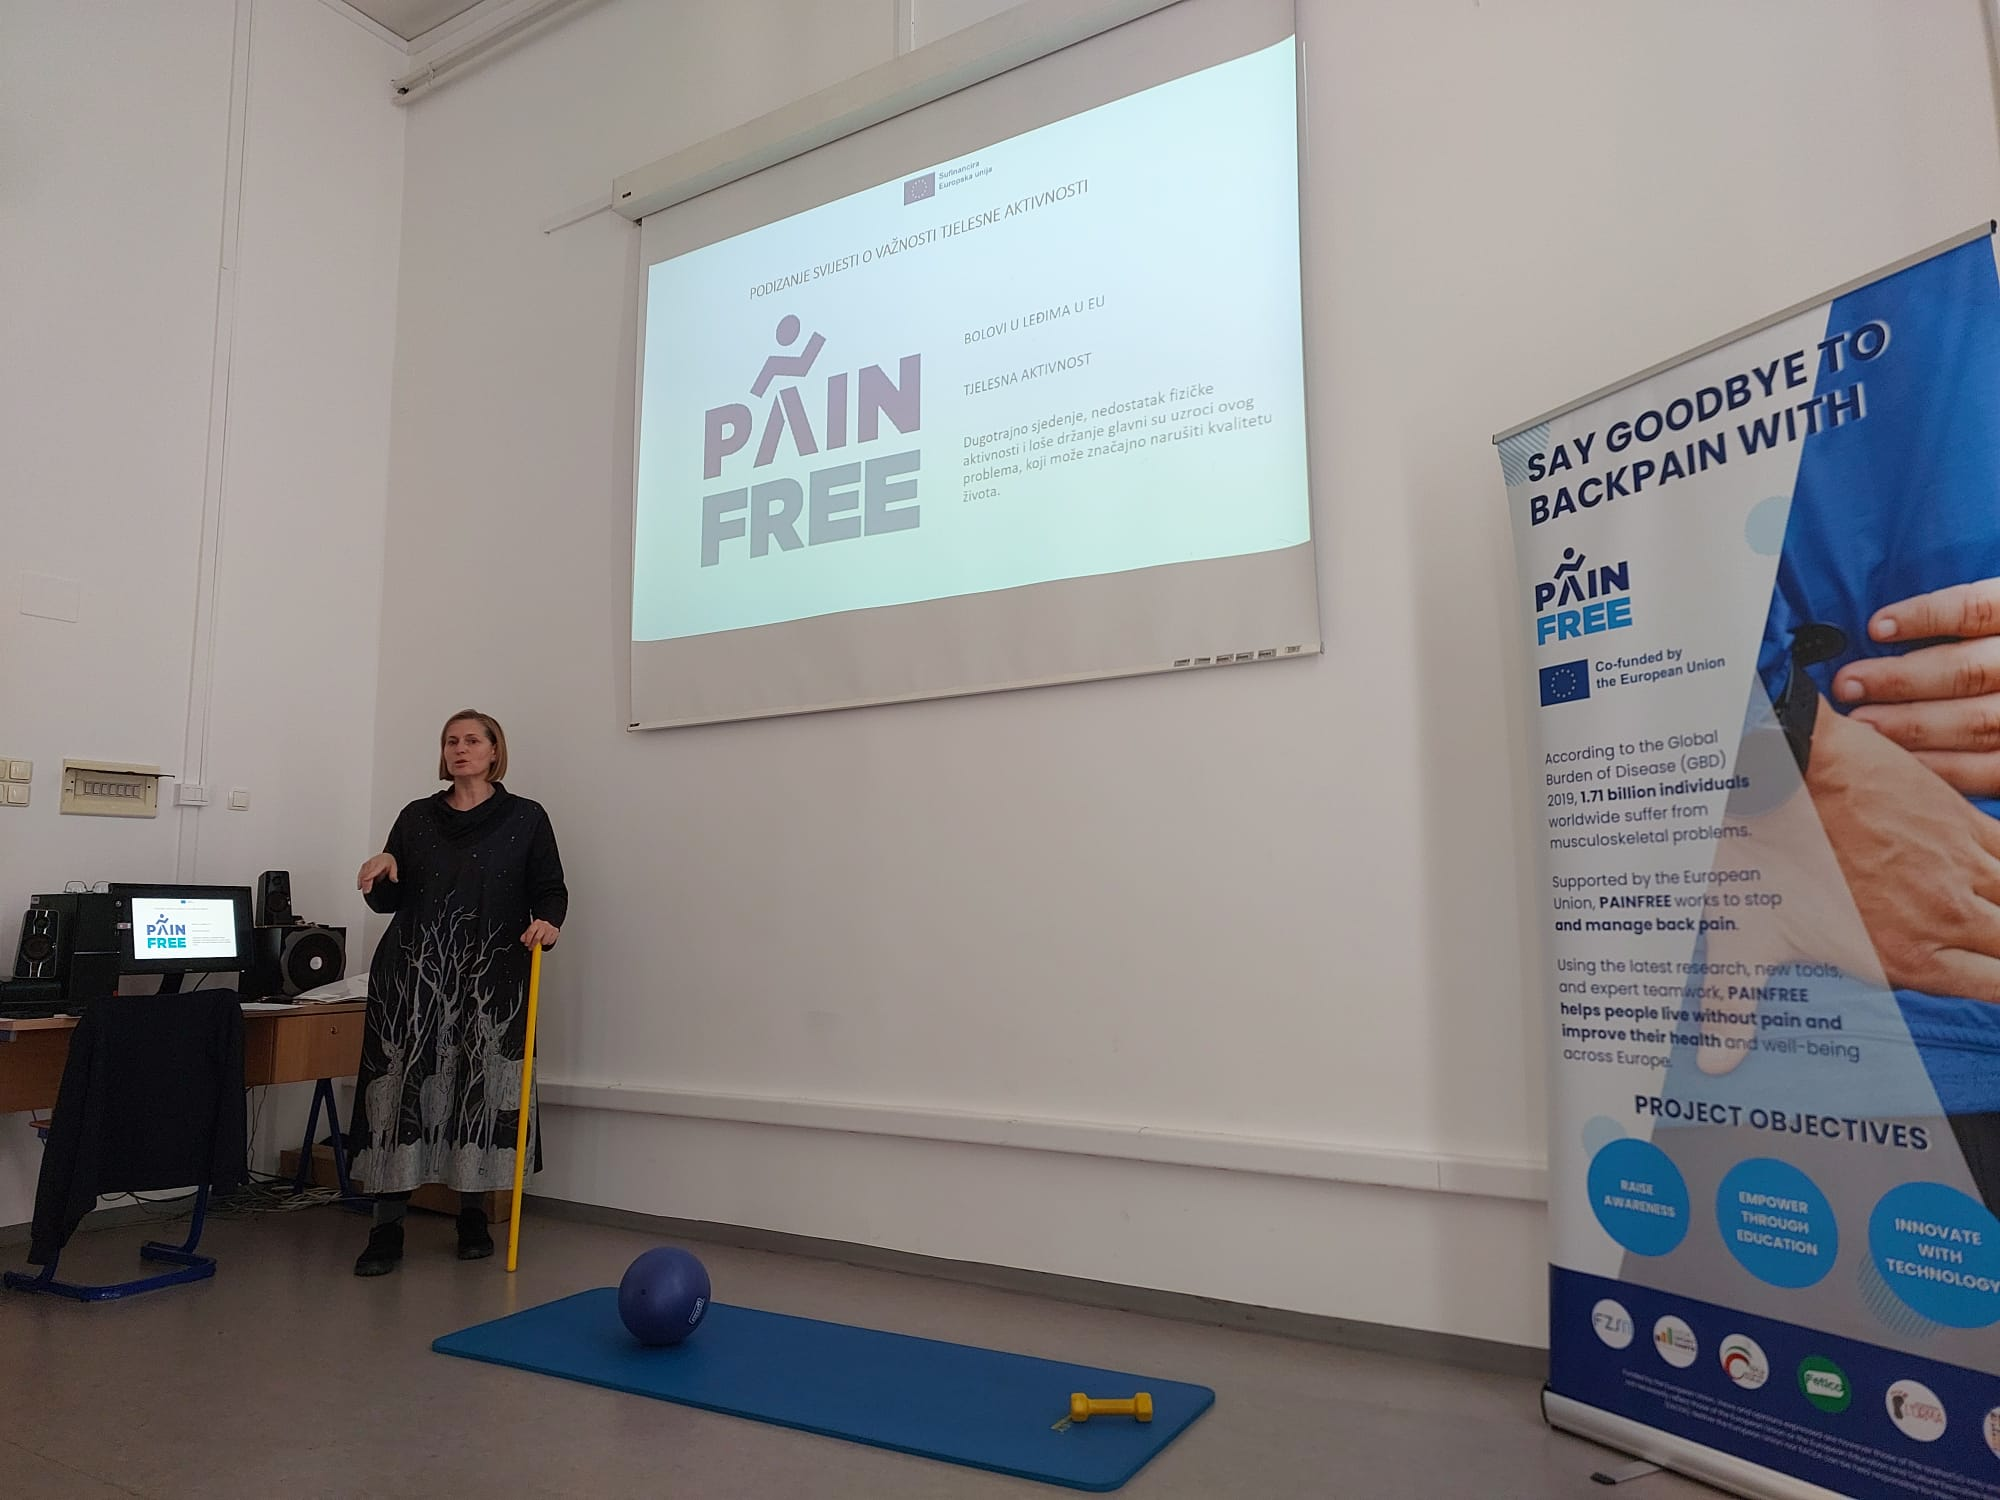 Sufinancira
Europska unija
PODIZANJE SVIJESTI O VAŽNOSTI TJELESNE AKTIVNOSTI
PAIN
FREE
BOLOVI U LEĐIMA U EU
TJELESNA AKTIVNOST
Dugotrajno sjedenje, nedostatak fizičke
aktivnosti i loše držanje glavni su uzroci ovog
problema, koji može značajno narušiti kvalitetu
života.
PAIN
FREE
SAY GOODBYE TO
BACKPAIN WITH
PAIN
FREE
Co-funded by
the European Union
According to the Global
Burden of Disease (GBD)
2019, 1.71 billion individuals
worldwide suffer from
musculoskeletal problems.
Supported by the European
Union, PAINFREE works to stop
and manage back pain.
Using the latest research, new tools,
and expert teamwork, PAINFREE
helps people live without pain and
improve their health and well-being
across Europe.
PROJECT OBJECTIVES
RAISE
AWARENESS
EMPOWER
THROUGH
EDUCATION
INNOVATE
WITH
TECHNOLOGY
Fetico
L'ORMA